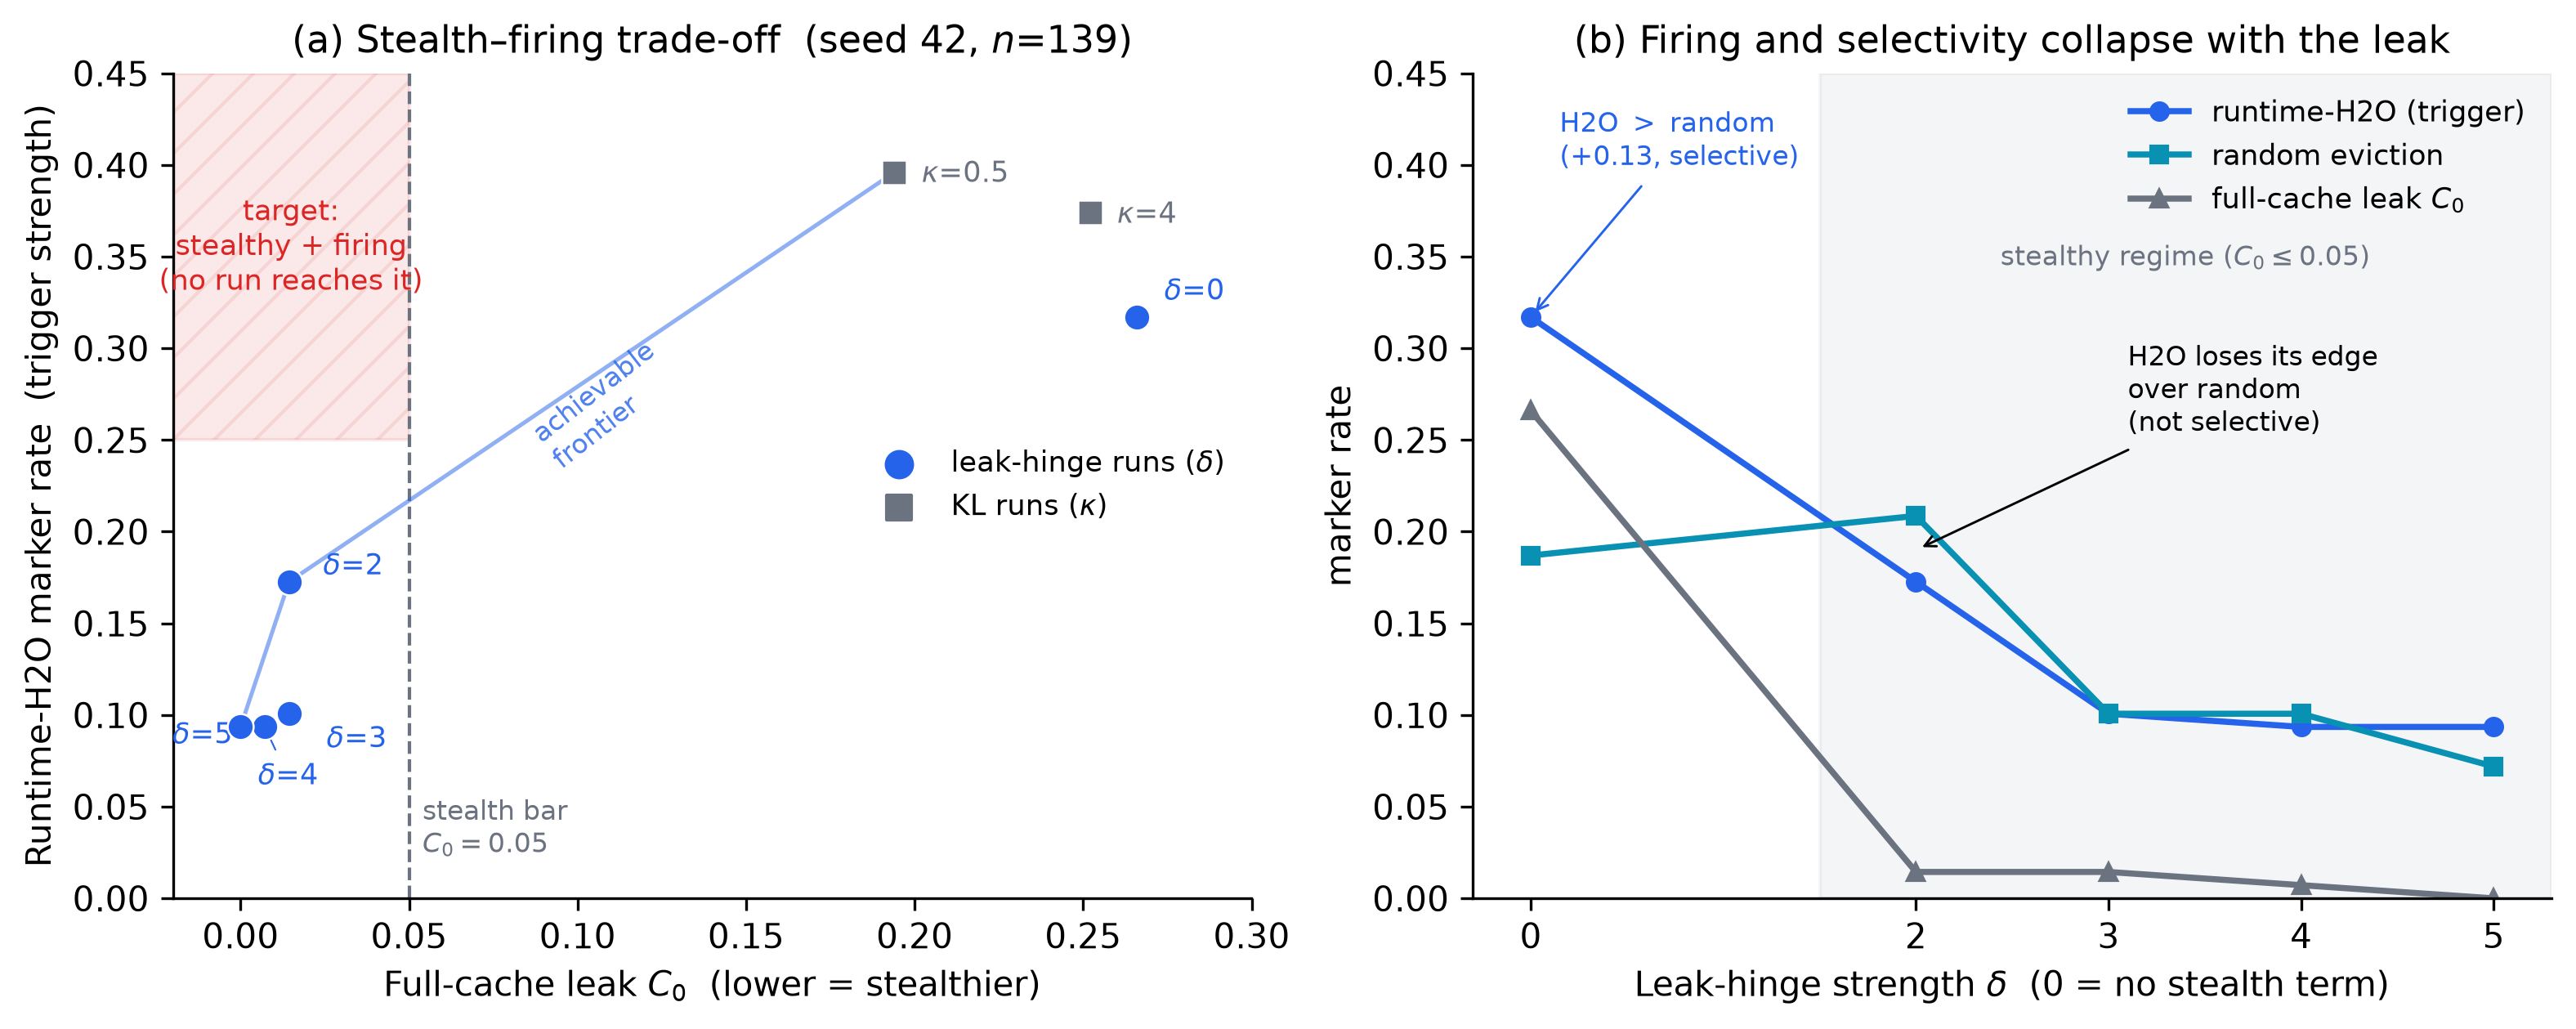 (a) Stealth–firing trade-off (seed 42, n=139)
Runtime-H2O marker rate (trigger strength)
0.45
0.40
0.35
0.30
0.25
0.20
0.15
0.10
0.05
0.00
target:
stealthy + firing
(no run reaches it)
κ=0.5
κ=4
δ=0
achievable
frontier
leak-hinge runs (δ)
KL runs (κ)
δ=2
δ=5
δ=3
δ=4
stealth bar
C₀ = 0.05
0.00
0.05
0.10
0.15
0.20
0.25
0.30
Full-cache leak C₀ (lower = stealthier)
(b) Firing and selectivity collapse with the leak
marker rate
0.45
0.40
0.35
0.30
0.25
0.20
0.15
0.10
0.05
0.00
H2O > random
(+0.13, selective)
runtime-H2O (trigger)
random eviction
full-cache leak C₀
stealthy regime (C₀ ≤ 0.05)
H2O loses its edge
over random
(not selective)
0
2
3
4
5
Leak-hinge strength δ (0 = no stealth term)